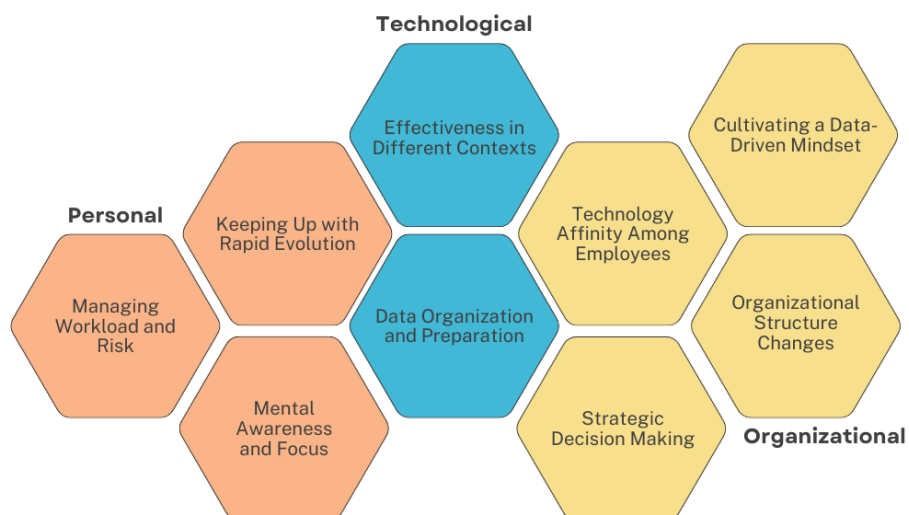 Technological
Effectiveness in
Different Contexts
Cultivating a Data-
Driven Mindset
Personal
Keeping Up with
Rapid Evolution
Technology
Affinity Among
Employees
Managing
Workload and
Risk
Data Organization
and Preparation
Organizational
Structure
Changes
Mental
Awareness
and Focus
Strategic
Decision Making
Organizational